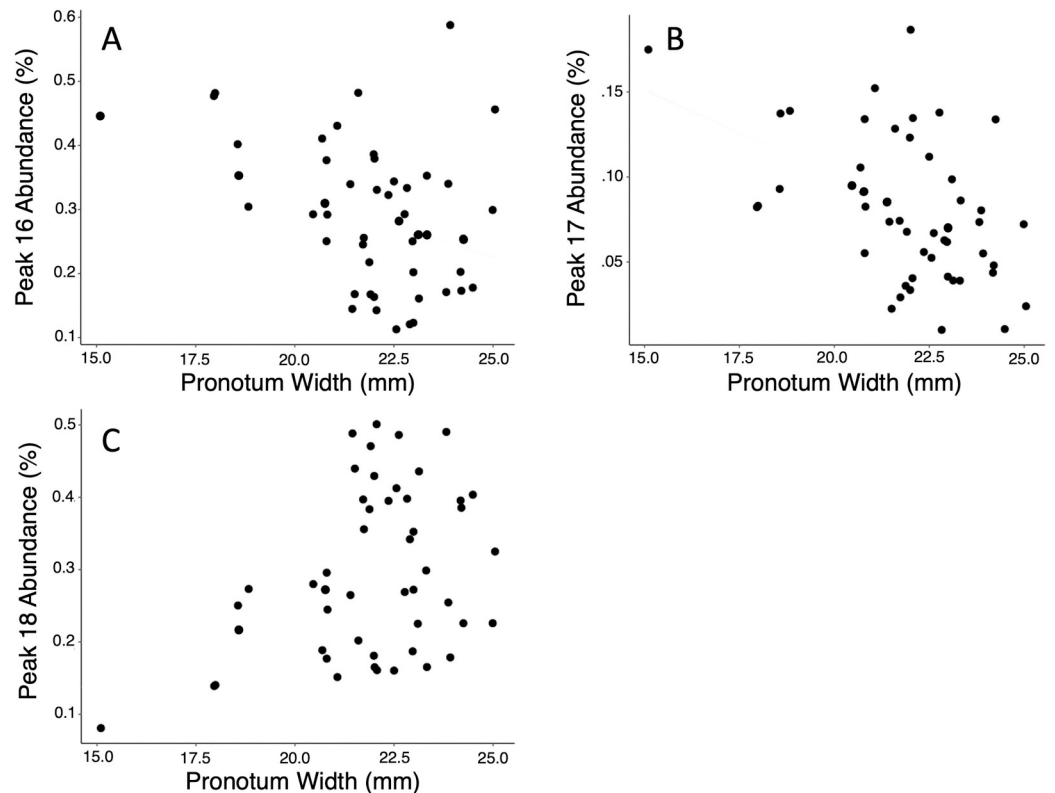 A
Peak 16 Abundance (%)
0.6
0.5
0.4
0.3
0.2
0.1
15.0 17.5 20.0 22.5 25.0
Pronotum Width (mm)
B
Peak 17 Abundance (%)
.15
.10
.05
15.0 17.5 20.0 22.5 25.0
Pronotum Width (mm)
C
Peak 18 Abundance (%)
0.5
0.4
0.3
0.2
0.1
15.0 17.5 20.0 22.5 25.0
Pronotum Width (mm)